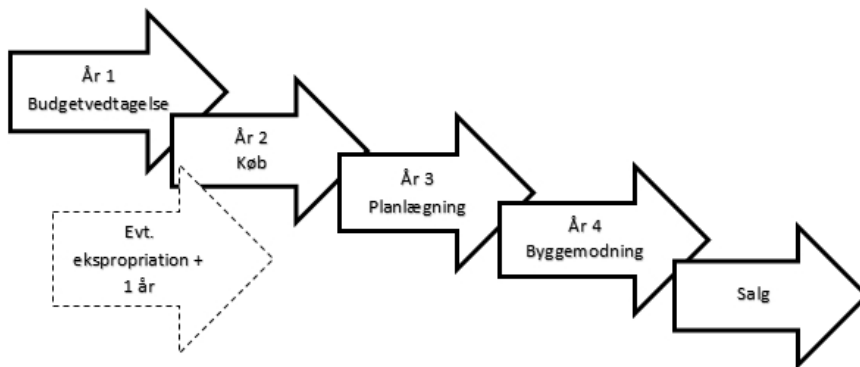 År 1
Budgetvedtagelse
År 2
Køb
Evt.
ekspropriation +
1 år
År 3
Planlægning
År 4
Byggemodning
Salg